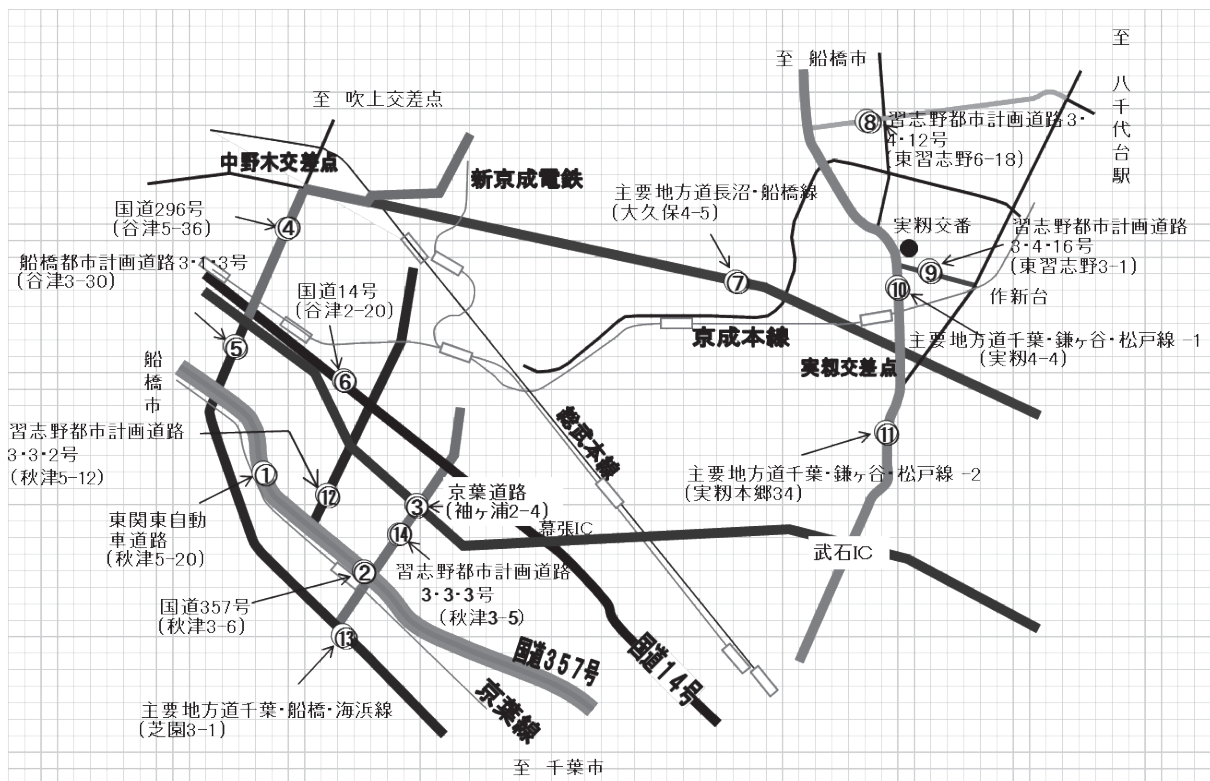 至 八千代台駅
至 船橋市
至 吹上交差点
⑧
習志野都市計画道路3・
4・12号
(東習志野6-18)
中野木交差点
新京成電鉄
主要地方道長沼・船橋線
(大久保4-5)
国道296号
(谷津5-36)
④
実籾交番
習志野都市計画道路
3・4・16号
(東習志野3-1)
⑨
船橋都市計画道路3・4・3号
(谷津3-30)
国道14号
(谷津2-20)
⑦
⑩
作新台
京成本線
主要地方道千葉・鎌ヶ谷・松戸線 -1
(実籾4-4)
⑤
船橋市
⑥
実籾交差点
総武本線
習志野都市計画道路
3・3・2号
(秋津5-12)
⑪
主要地方道千葉・鎌ヶ谷・松戸線 -2
(実籾本郷34)
①
⑫
③
京葉道路
(袖ヶ浦2-4)
東関東自動
車道路
(秋津5-20)
⑭
幕張IC
武石IC
②
習志野都市計画道路
3・3・3号
(秋津3-5)
国道357号
(秋津3-6)
⑬
国道357号
国道14号
京葉線
主要地方道千葉・船橋・海浜線
(芝園3-1)
至 千葉市